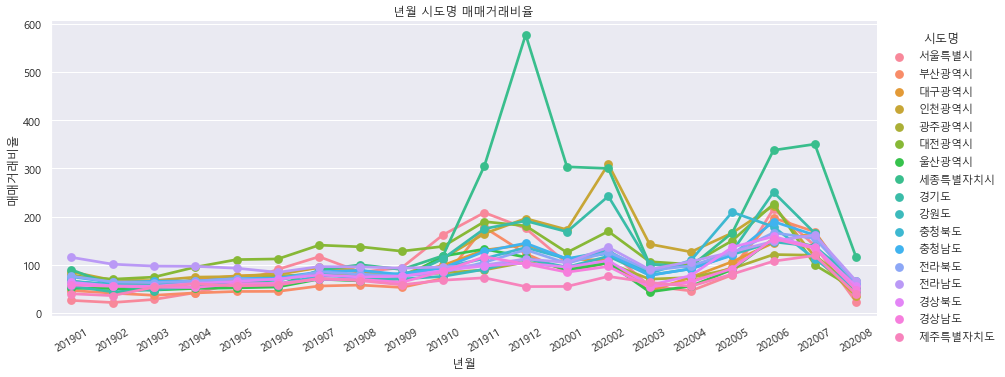 년월 시도명 매매거래비율
600
500
400
300
200
100
0
매매거래비율
201901
201902
201903
201904
201905
201906
201907
201908
201909
201910
201911
201912
202001
202002
202003
202004
202005
202006
202007
202008
년월
시도명
서울특별시
부산광역시
대구광역시
인천광역시
광주광역시
대전광역시
울산광역시
세종특별자치시
경기도
강원도
충청북도
충청남도
전라북도
전라남도
경상북도
경상남도
제주특별자치도